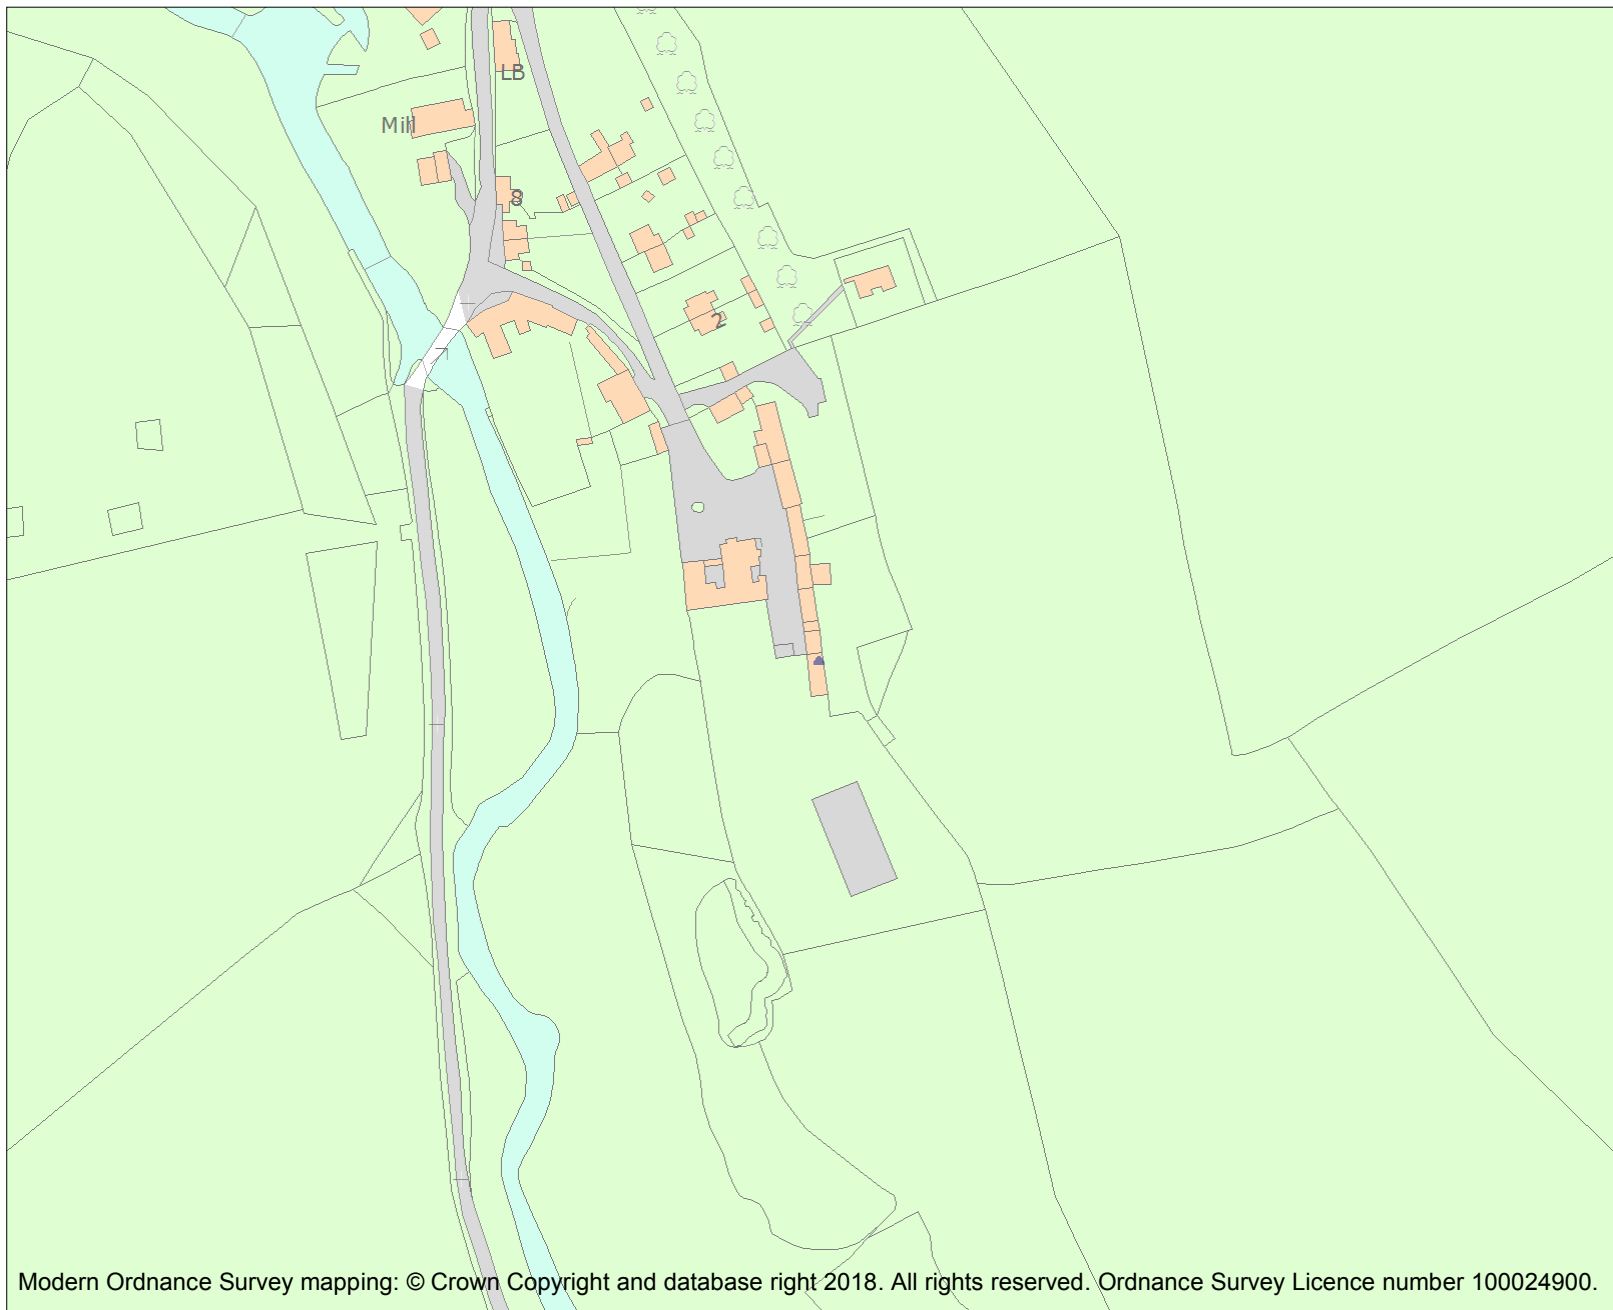 LB
Mill
8
2
Modern Ordnance Survey mapping: © Crown Copyright and database right 2018. All rights reserved. Ordnance Survey Licence number 100024900.